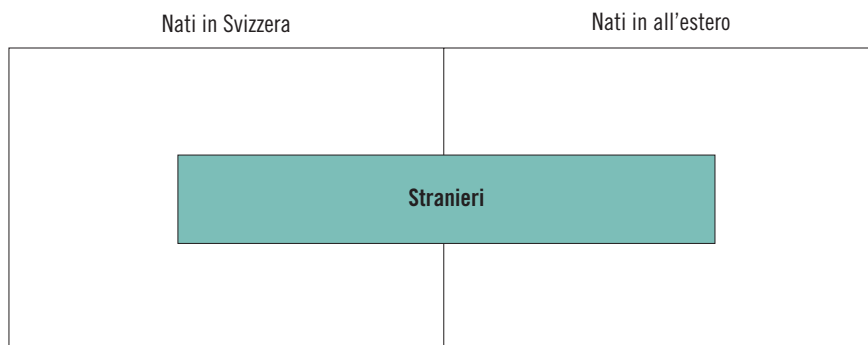 Nati in Svizzera
Nati in all’estero
Stranieri